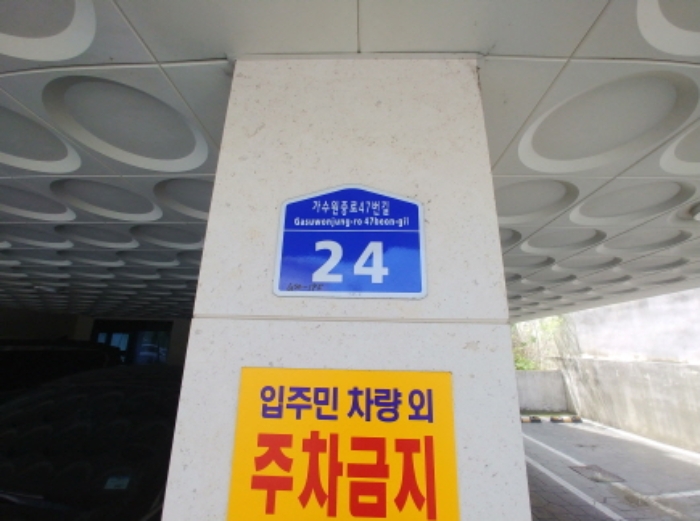 가수원중로47번길
Gasuwonjung-ro 47beon-gil
24
입주민 차량 외
주차금지